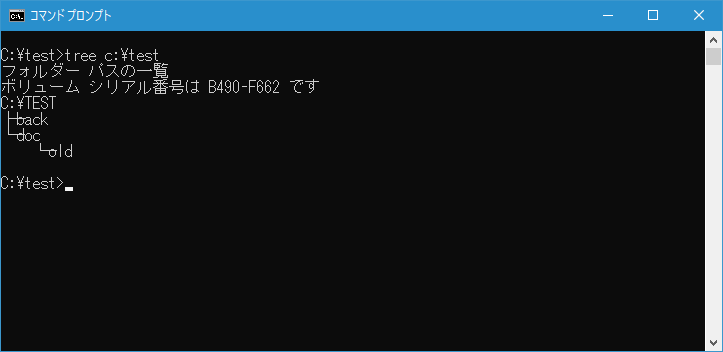 コマンドプロンプト
C:¥test>tree c:¥test
フォルダー パスの一覧
ボリューム シリアル番号は B490-F662 です
C:¥TEST
├─back
└─doc
    └─old
C:¥test>